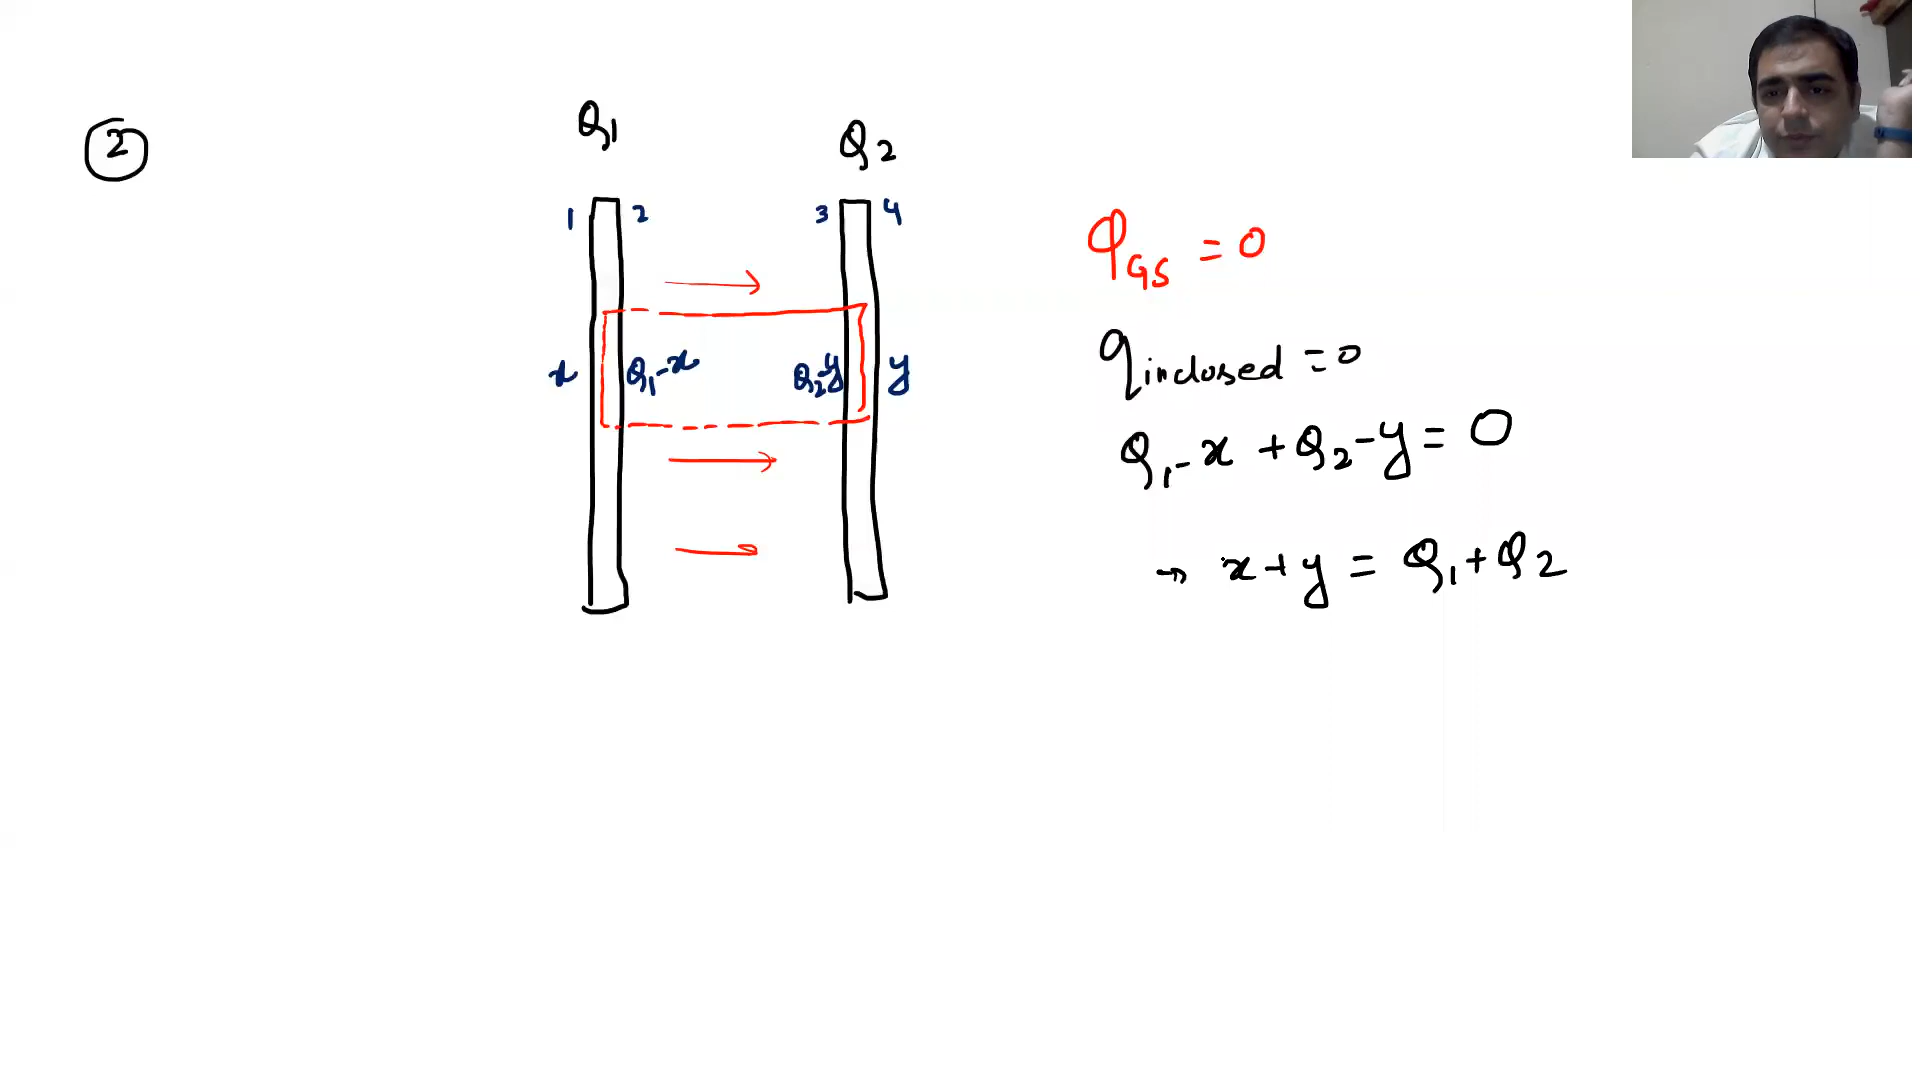 2
Q1
Q2
1 2 3 4
x Q1-x Q2-y y
φGS = 0
qinclosed = 0
Q1-x + Q2-y = 0
→ x+y = Q1+Q2